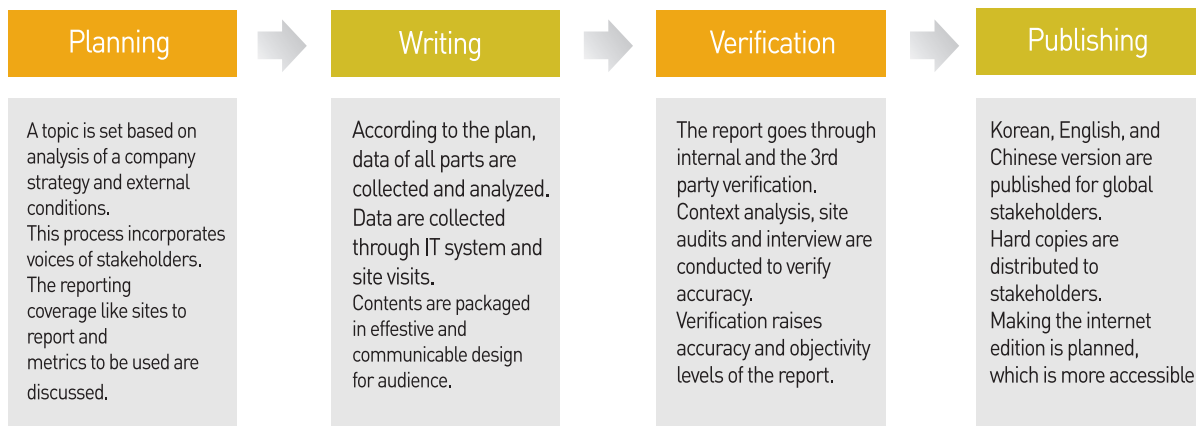 Planning
A topic is set based on
analysis of a company
strategy and external
conditions.
This process incorporates
voices of stakeholders.
The reporting
coverage like sites to
report and
metrics to be used are
discussed.
Writing
According to the plan,
data of all parts are
collected and analyzed.
Data are collected
through IT system and
site visits.
Contents are packaged
in effestive and
communicable design
for audience.
Verification
The report goes through
internal and the 3rd
party verification.
Context analysis, site
audits and interview are
conducted to verify
accuracy.
Verification raises
accuracy and objectivity
levels of the report.
Publishing
Korean, English, and
Chinese version are
published for global
stakeholders.
Hard copies are
distributed to
stakeholders.
Making the internet
edition is planned,
which is more accessible